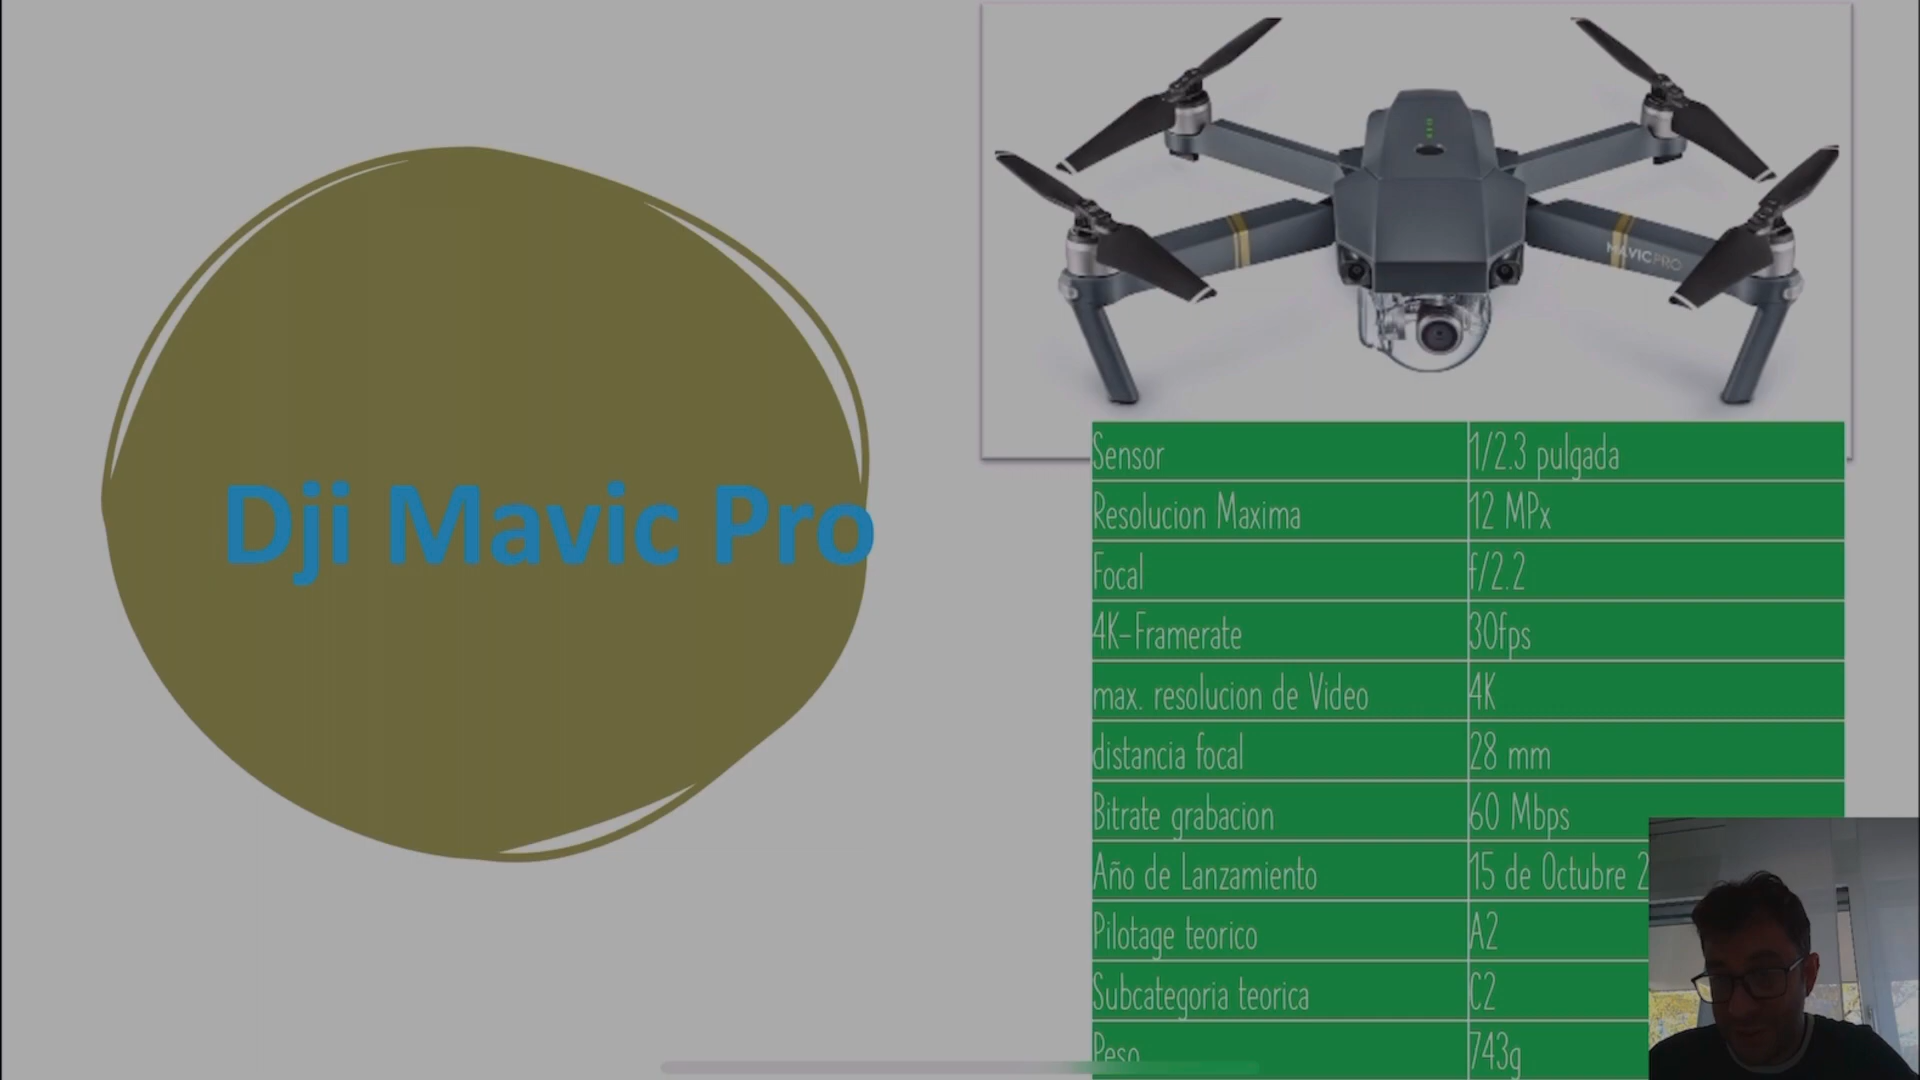 Dji Mavic Pro
MAVIC PRO
Sensor 1/2.3 pulgada
Resolucion Maxima 12 MPx
Focal f/2.2
4K-Framerate 30fps
max. resolucion de Video 4K
distancia focal 28 mm
Bitrate grabacion 60 Mbps
Año de Lanzamiento 15 de Octubre 2
Pilotage teorico A2
Subcategoria teorica C2
Peso 743g